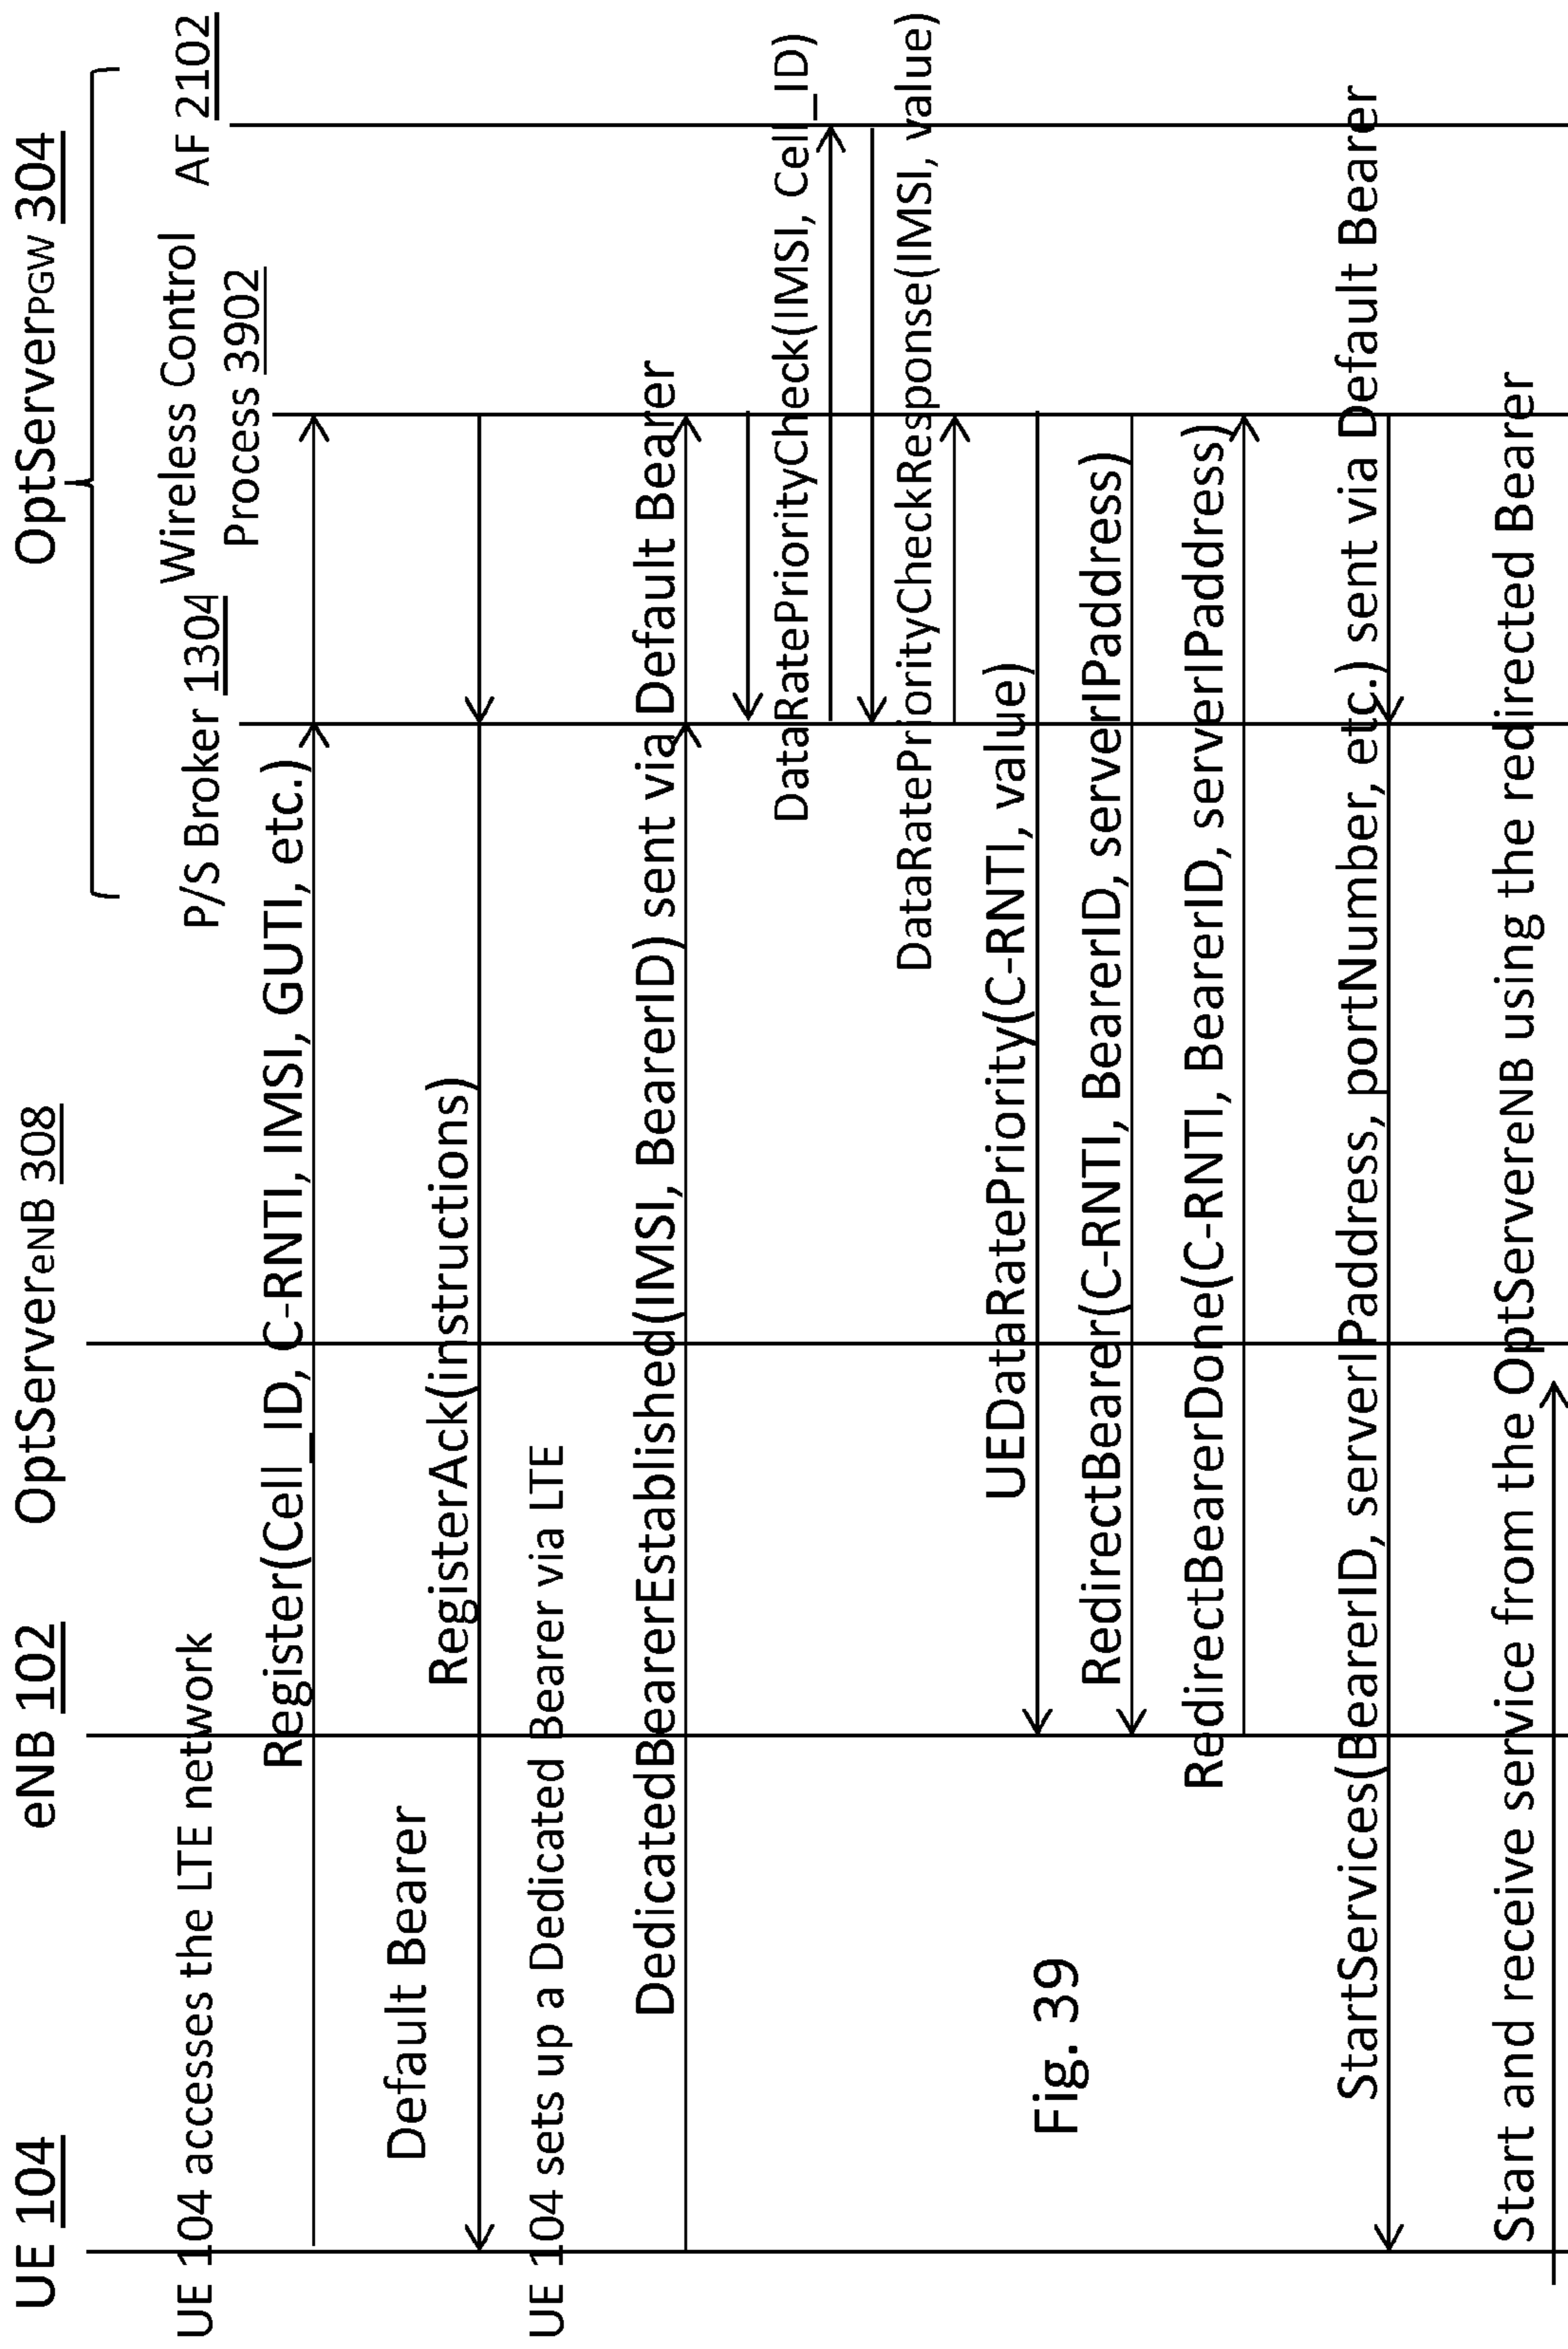 UE 104
eNB 102
OptServereNB 308
OptServerPGW 304
P/S Broker 1304
Wireless Control
Process 3902
AF 2102
UE 104 accesses the LTE network
Register(Cell_ID, C-RNTI, IMSI, GUTI, etc.)
Default Bearer
RegisterAck(instructions)
UE 104 sets up a Dedicated Bearer via LTE
DedicatedBearerEstablished(IMSI, BearerID) sent via Default Bearer
DataRatePriorityCheck(IMSI, Cell_ID)
DataRatePriorityCheckResponse(IMSI, value)
UEDataRatePriority(C-RNTI, value)
RedirectBearer(C-RNTI, BearerID, serverIPaddress)
RedirectBearerDone(C-RNTI, BearerID, serverIPaddress)
StartServices(BearerID, serverIPaddress, portNumber, etc.) sent via Default Bearer
Start and receive service from the OptServereNB using the redirected Bearer
Fig. 39